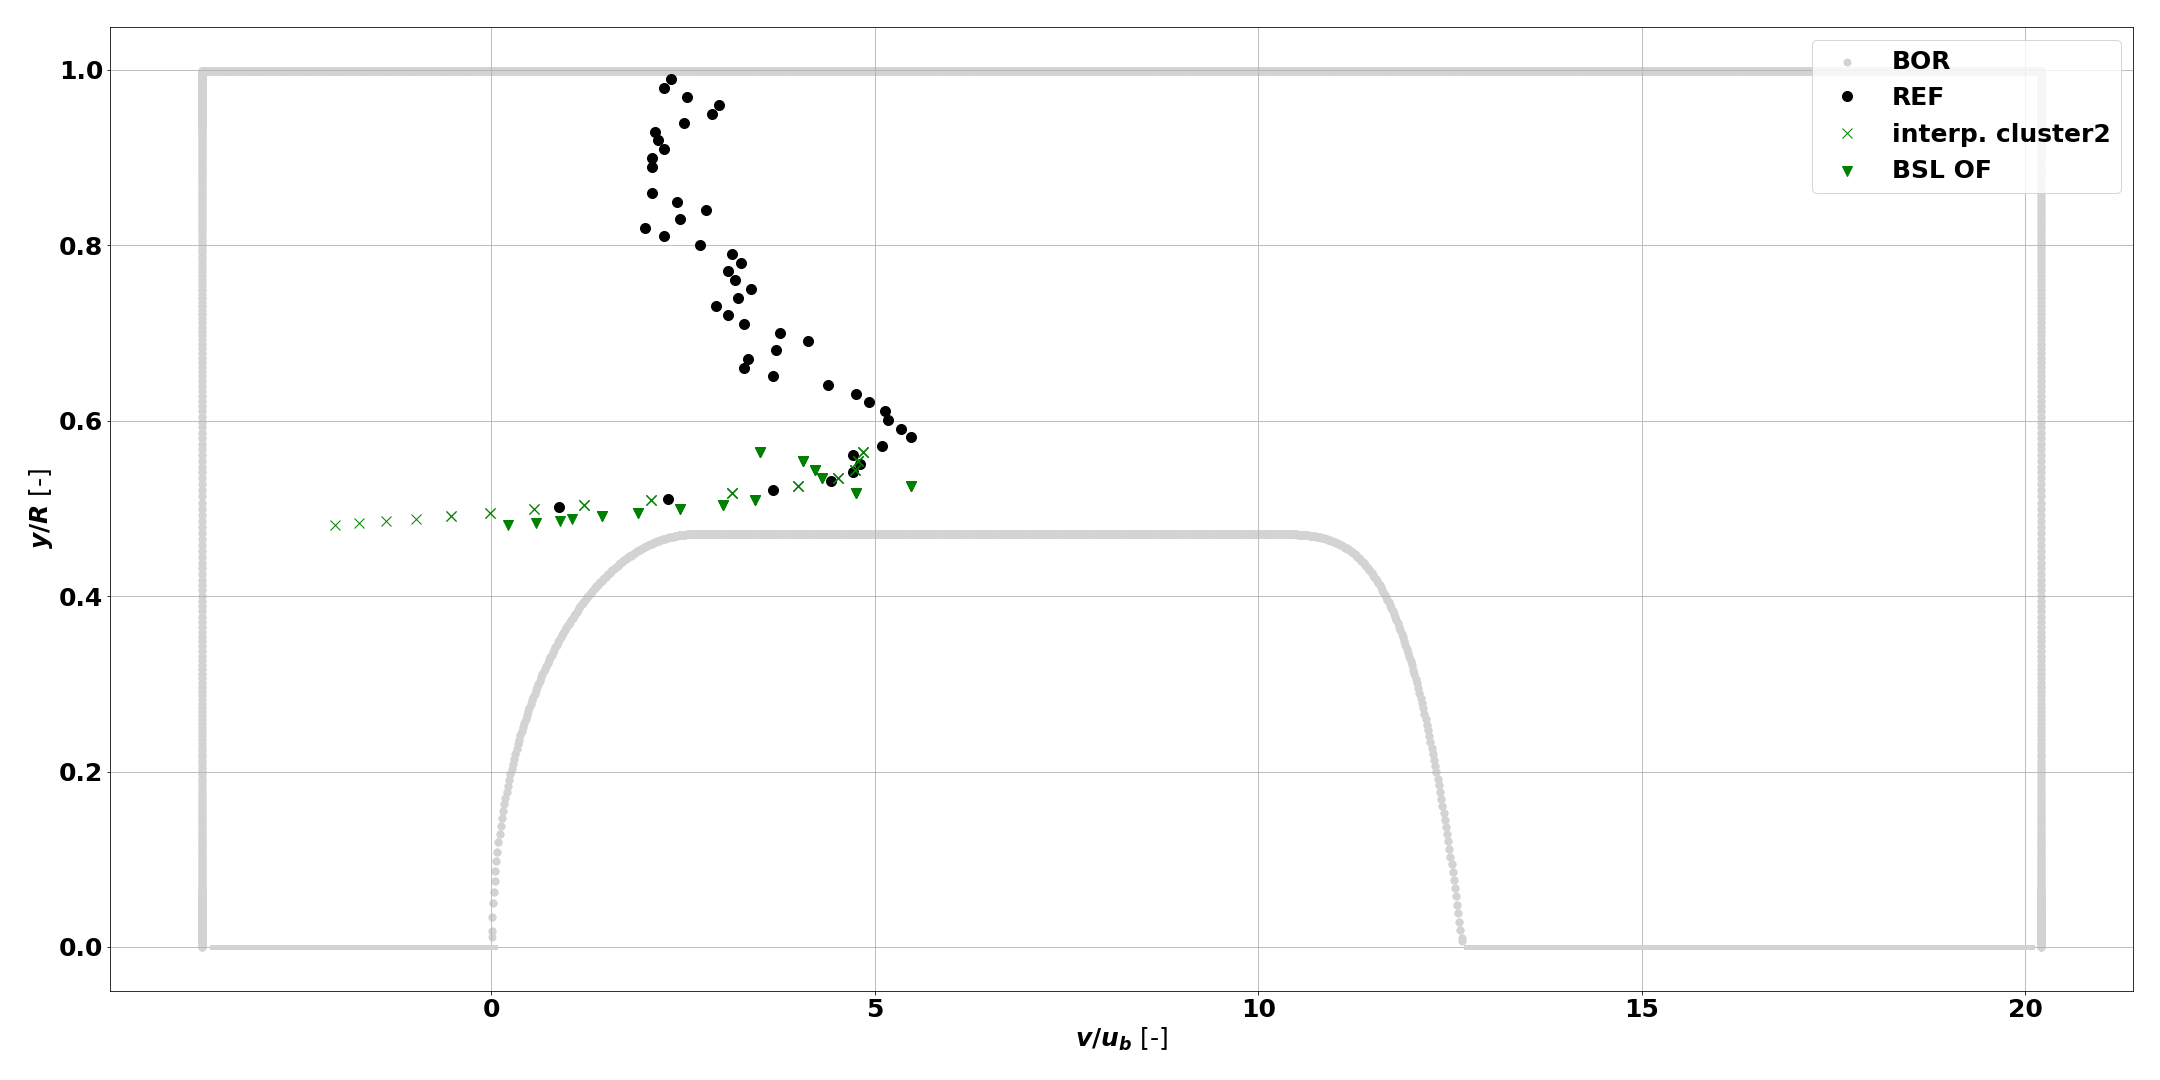 1.0
0.8
0.6
0.4
0.2
0.0
y/R [-]
0 5 10 15 20
v/u_b [-]
BOR
REF
interp. cluster2
BSL OF